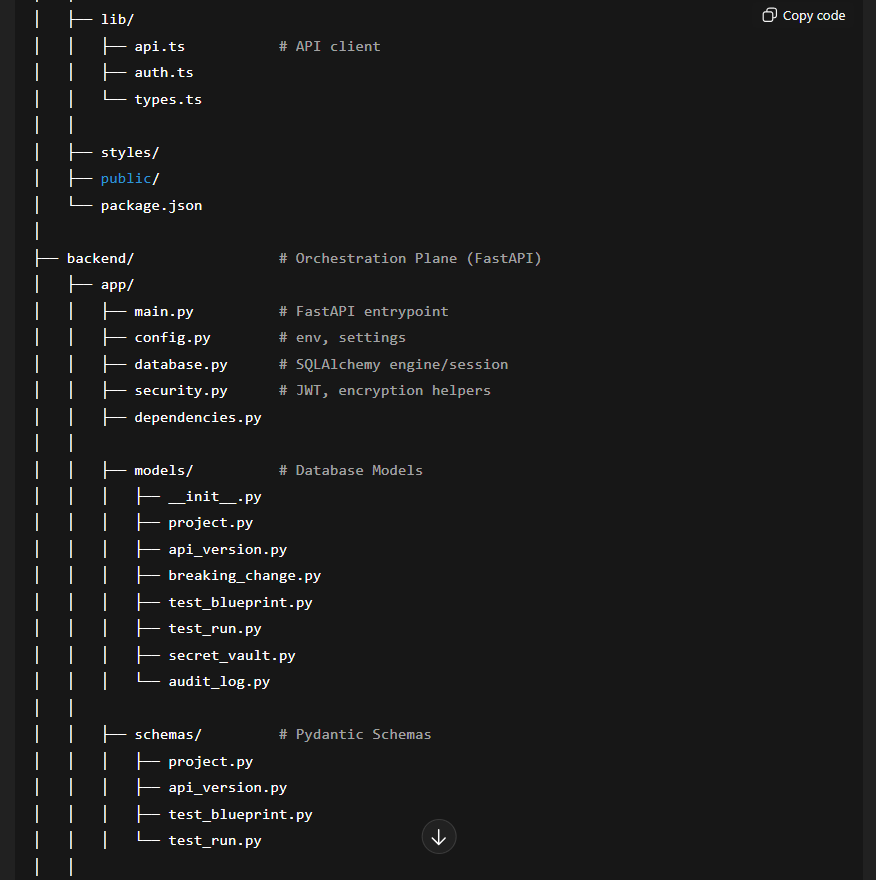 ├── lib/
Copy code
│   │   ├── api.ts           # API client
│   │   ├── auth.ts
│   │   └── types.ts
│   │
│   ├── styles/
│   ├── public/
│   └── package.json
│
├── backend/                 # Orchestration Plane (FastAPI)
│   ├── app/
│   │   ├── main.py          # FastAPI entrypoint
│   │   ├── config.py        # env, settings
│   │   ├── database.py      # SQLAlchemy engine/session
│   │   ├── security.py      # JWT, encryption helpers
│   │   ├── dependencies.py
│   │
│   │   ├── models/          # Database Models
│   │   │   ├── __init__.py
│   │   │   ├── project.py
│   │   │   ├── api_version.py
│   │   │   ├── breaking_change.py
│   │   │   ├── test_blueprint.py
│   │   │   ├── test_run.py
│   │   │   ├── secret_vault.py
│   │   │   └── audit_log.py
│   │
│   │   ├── schemas/         # Pydantic Schemas
│   │   │   ├── project.py
│   │   │   ├── api_version.py
│   │   │   ├── test_blueprint.py
│   │   │   └── test_run.py
│   │